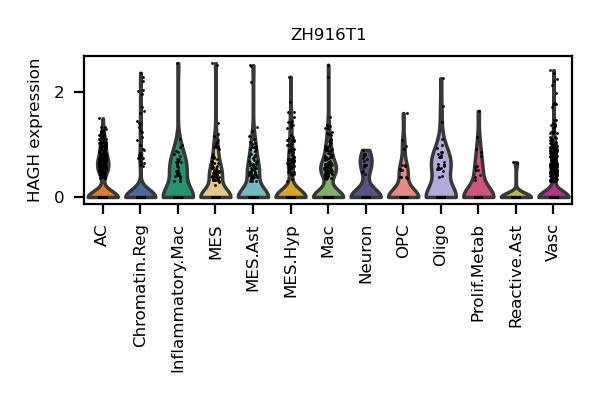 ZH916T1
HAGH expression
2
0
AC
Chromatin.Reg
Inflammatory.Mac
MES
MES.Ast
MES.Hyp
Mac
Neuron
OPC
Oligo
Prolif.Metab
Reactive.Ast
Vasc